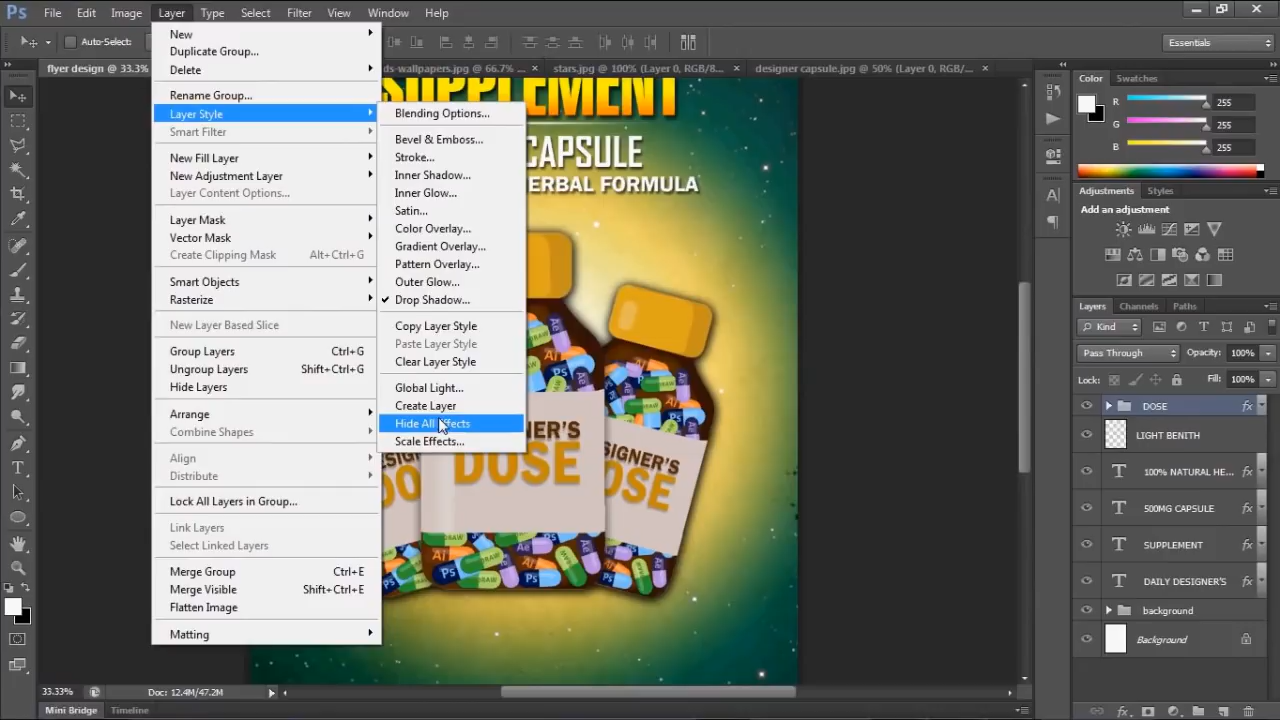 Ps File Edit Image Layer Type Select Filter View Window Help
Auto-Select:
Essentials
flyer design @ 33.3%
ds-wallpapers.jpg @ 66.7% ...
stars.jpg @ 100% (Layer 0, RGB/8...
designer capsule.jpg @ 50% (Layer 0, RGB/...
New
Duplicate Group...
Delete
Rename Group...
Layer Style
Smart Filter
New Fill Layer
New Adjustment Layer
Layer Content Options...
Layer Mask
Vector Mask
Create Clipping Mask Alt+Ctrl+G
Smart Objects
Rasterize
New Layer Based Slice
Group Layers Ctrl+G
Ungroup Layers Shift+Ctrl+G
Hide Layers
Arrange
Combine Shapes
Align
Distribute
Lock All Layers in Group...
Link Layers
Select Linked Layers
Merge Group Ctrl+E
Merge Visible Shift+Ctrl+E
Flatten Image
Matting
Blending Options...
Bevel & Emboss...
Stroke...
Inner Shadow...
Inner Glow...
Satin...
Color Overlay...
Gradient Overlay...
Pattern Overlay...
Outer Glow...
Drop Shadow...
Copy Layer Style
Paste Layer Style
Clear Layer Style
Global Light...
Create Layer
Hide All Effects
Scale Effects...
SUPPLEMENT
CAPSULE
ERBAL FORMULA
NER'S
DOSE
SIGNER'S
OSE
Color Swatches
R 255
G 255
B 255
Adjustments Styles
Add an adjustment
Layers Channels Paths
Kind
Pass Through Opacity: 100%
Lock: Fill: 100%
DOSE fx
LIGHT BENITH
T 100% NATURAL HE... fx
T 500MG CAPSULE fx
T SUPPLEMENT fx
T DAILY DESIGNER'S fx
background
Background
33.33% Doc: 12.4M/47.2M
Mini Bridge Timeline